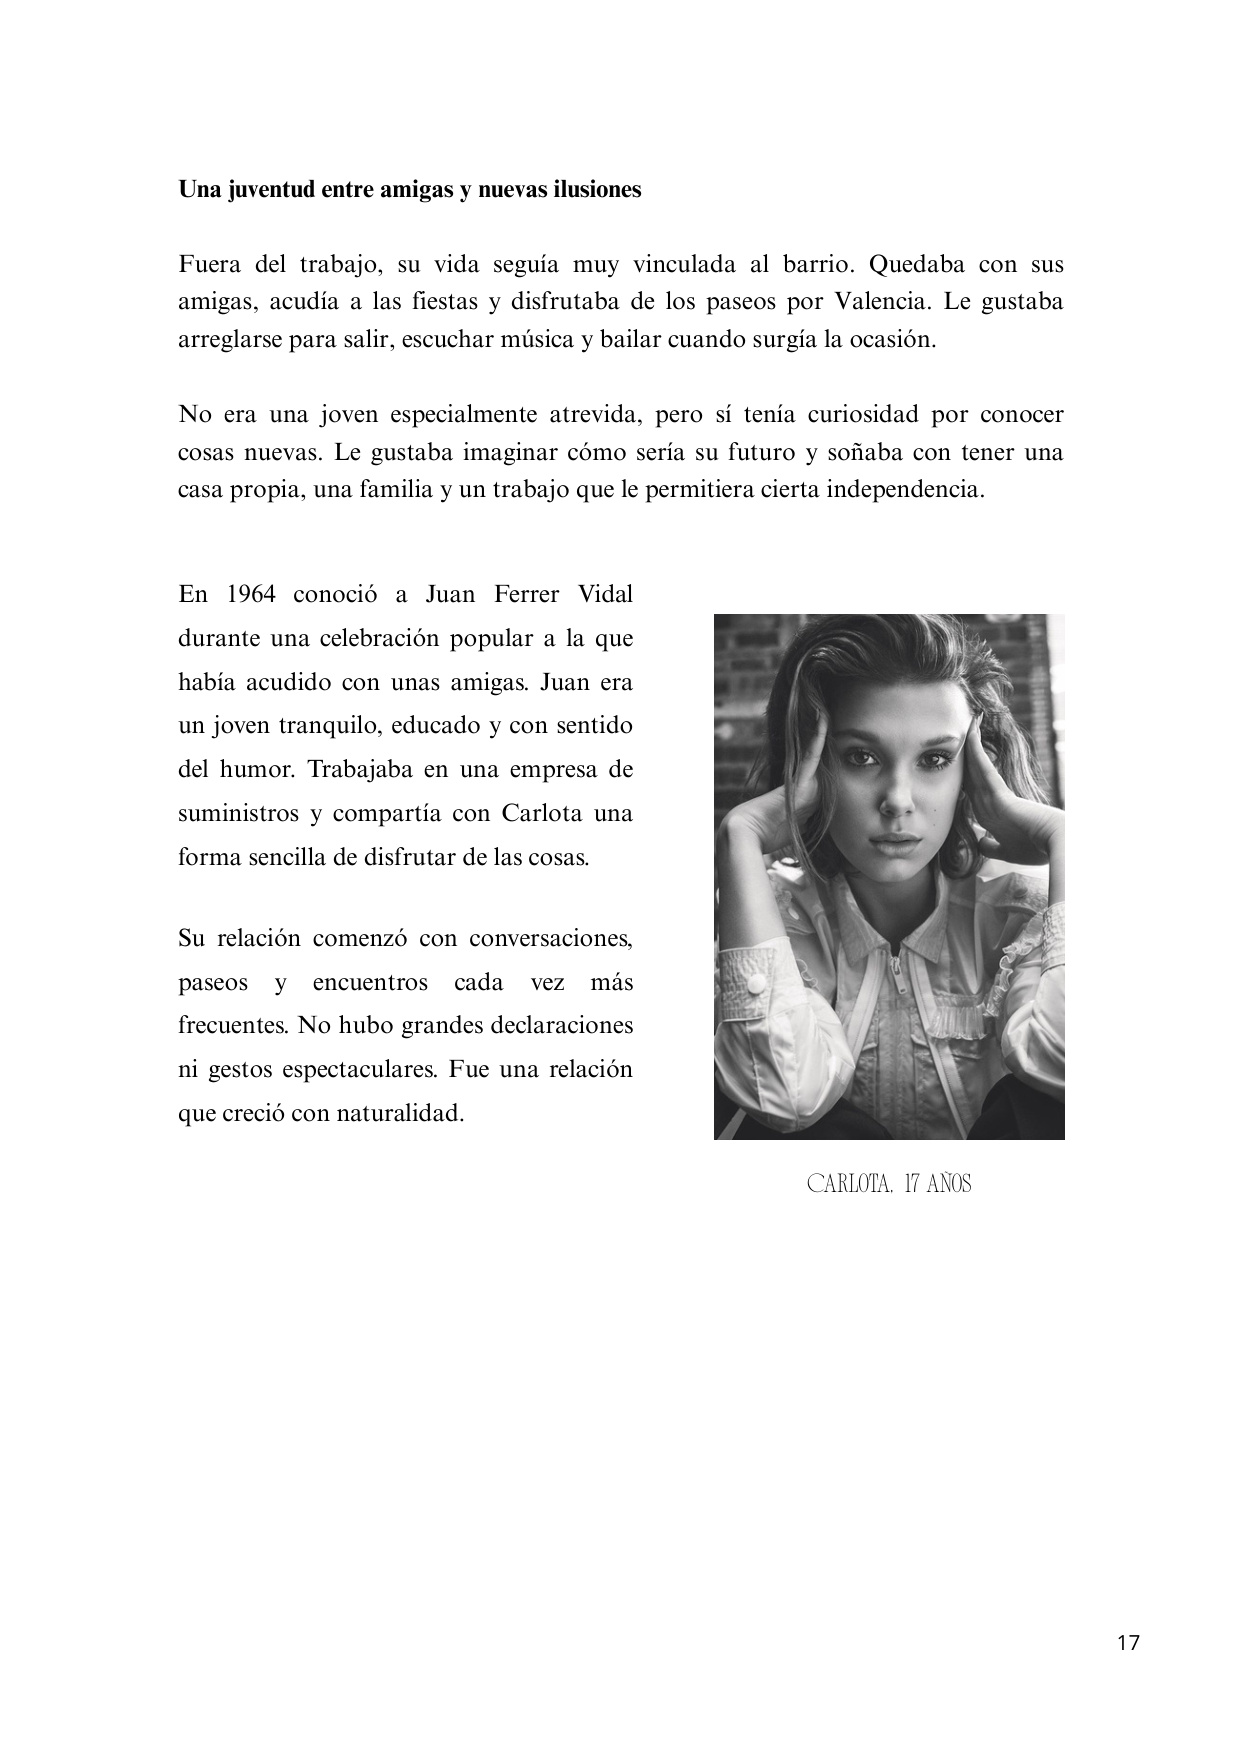 Una juventud entre amigas y nuevas ilusiones
Fuera del trabajo, su vida seguía muy vinculada al barrio. Quedaba con sus
amigas, acudía a las fiestas y disfrutaba de los paseos por Valencia. Le gustaba
arreglarse para salir, escuchar música y bailar cuando surgía la ocasión.
No era una joven especialmente atrevida, pero sí tenía curiosidad por conocer
cosas nuevas. Le gustaba imaginar cómo sería su futuro y soñaba con tener una
casa propia, una familia y un trabajo que le permitiera cierta independencia.
En 1964 conoció a Juan Ferrer Vidal
durante una celebración popular a la que
había acudido con unas amigas. Juan era
un joven tranquilo, educado y con sentido
del humor. Trabajaba en una empresa de
suministros y compartía con Carlota una
forma sencilla de disfrutar de las cosas.
Su relación comenzó con conversaciones,
paseos y encuentros cada vez más
frecuentes. No hubo grandes declaraciones
ni gestos espectaculares. Fue una relación
que creció con naturalidad.
CARLOTA, 17 AÑOS
17